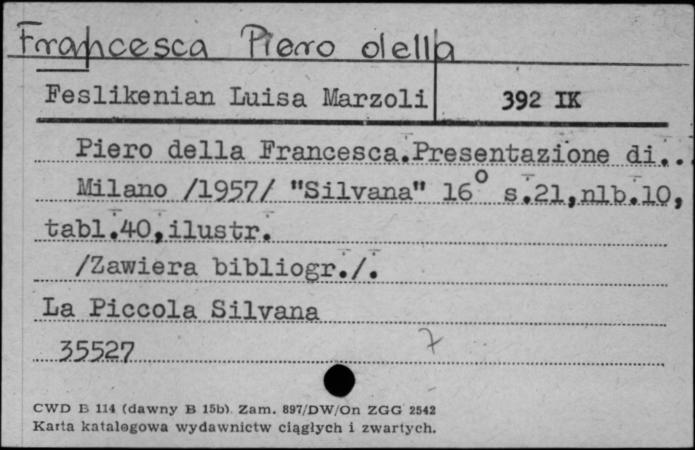 Francesca Piero della
Feslikenian Luisa Marzoli 392 IK
Piero della Francesca.Presentazione di...
Milano /1957/ "Silvana" 16° s.21,nlb.10,
tabl.40,ilustr.
/Zawiera bibliogr./.
La Piccola Silvana
35527 7
CWD B 114 (dawny B 15b). Zam. 897/DW/On ZGG 2542
Karta katalogowa wydawnictw ciągłych i zwartych.